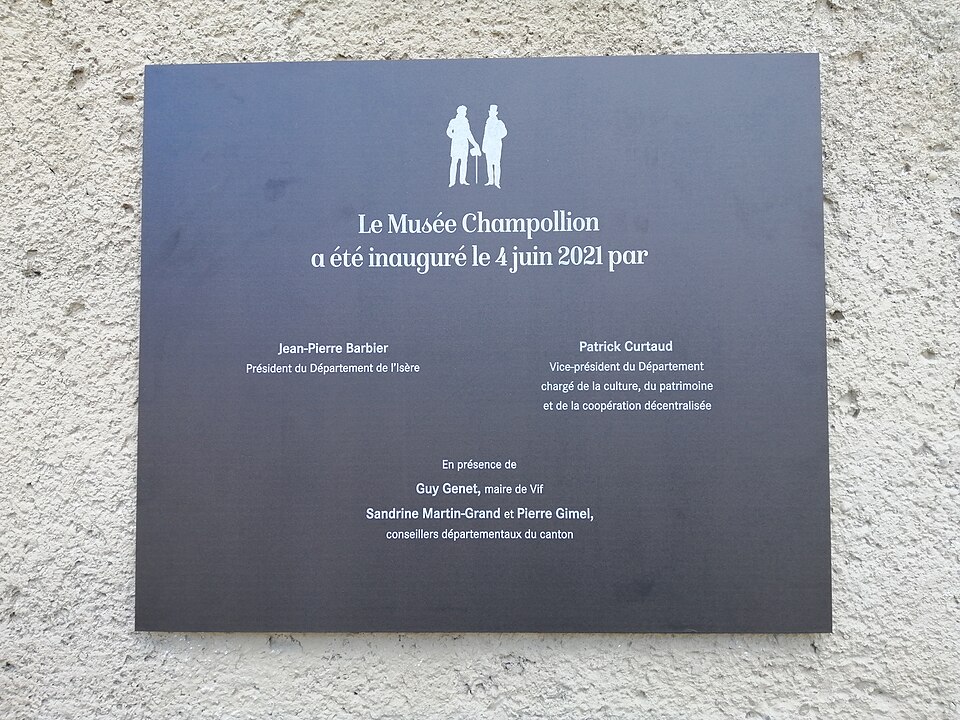 Le Musée Champollion
a été inauguré le 4 juin 2021 par
Jean-Pierre Barbier
Président du Département de l'Isère
Patrick Curtaud
Vice-président du Département
chargé de la culture, du patrimoine
et de la coopération décentralisée
En présence de
Guy Genet, maire de Vif
Sandrine Martin-Grand et Pierre Gimel,
conseillers départementaux du canton